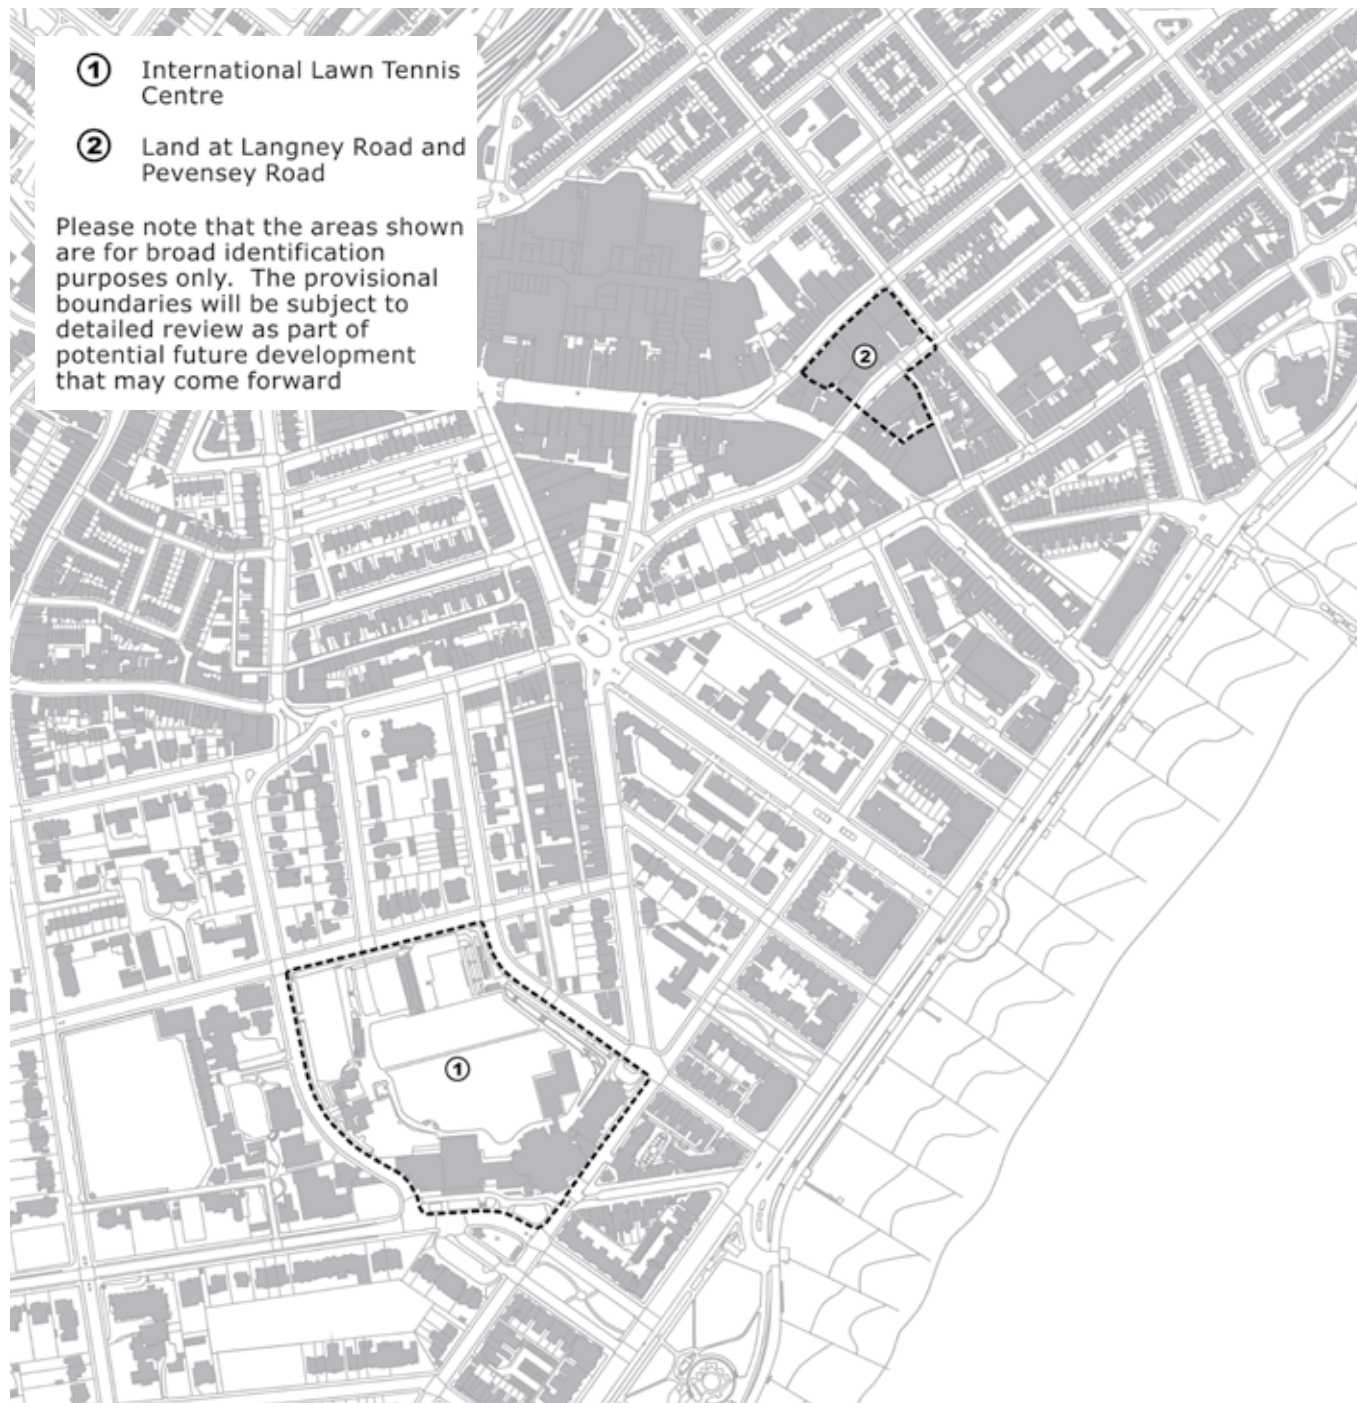 1 International Lawn Tennis
Centre
2 Land at Langney Road and
Pevensey Road
Please note that the areas shown
are for broad identification
purposes only. The provisional
boundaries will be subject to
detailed review as part of
potential future development
that may come forward
2
1